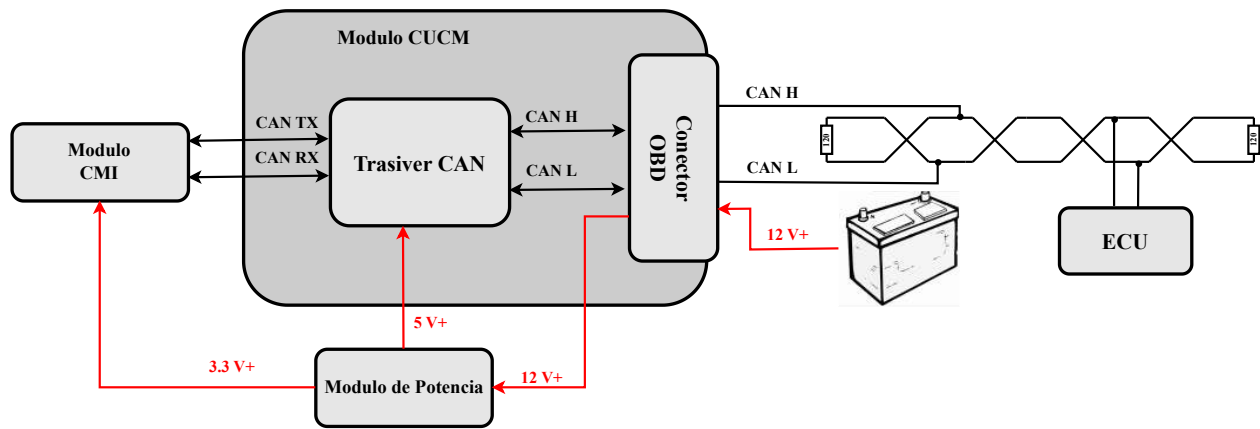 Modulo CUCM
CAN TX
CAN RX
Modulo
CMI
Trasiver CAN
CAN H
CAN L
Conector
OBD
CAN H
CAN L
120
120
12 V+
ECU
5 V+
3.3 V+
Modulo de Potencia
12 V+